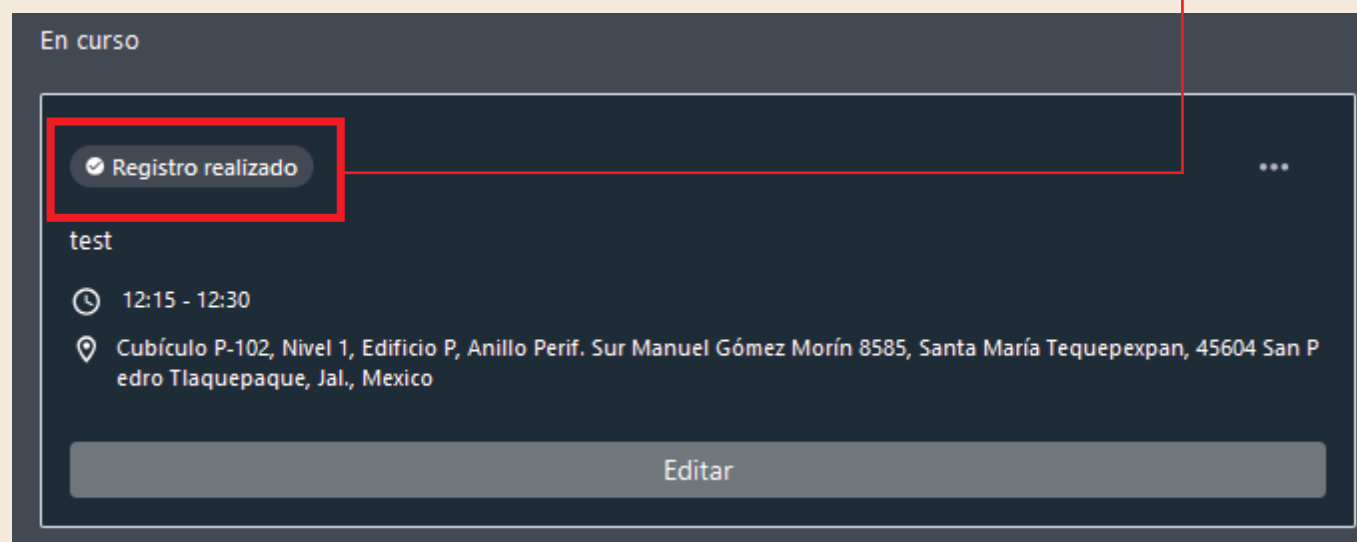 En curso
Registro realizado
test
12:15 - 12:30
Cubículo P-102, Nivel 1, Edificio P, Anillo Perif. Sur Manuel Gómez Morín 8585, Santa María Tequepexpan, 45604 San P
edro Tlaquepaque, Jal., Mexico
Editar